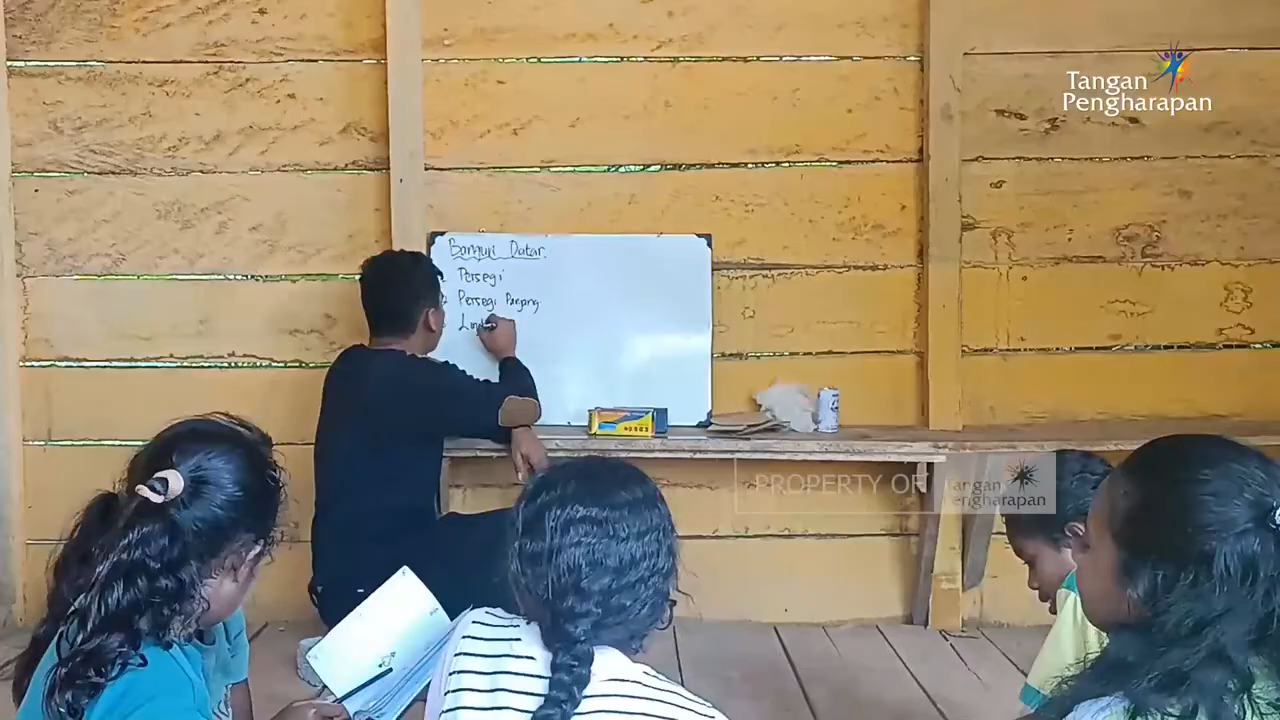 Tangan
Pengharapan
Bangun Datar
Persegi
Persegi Panjang
PROPERTY OF
Tangan
Pengharapan